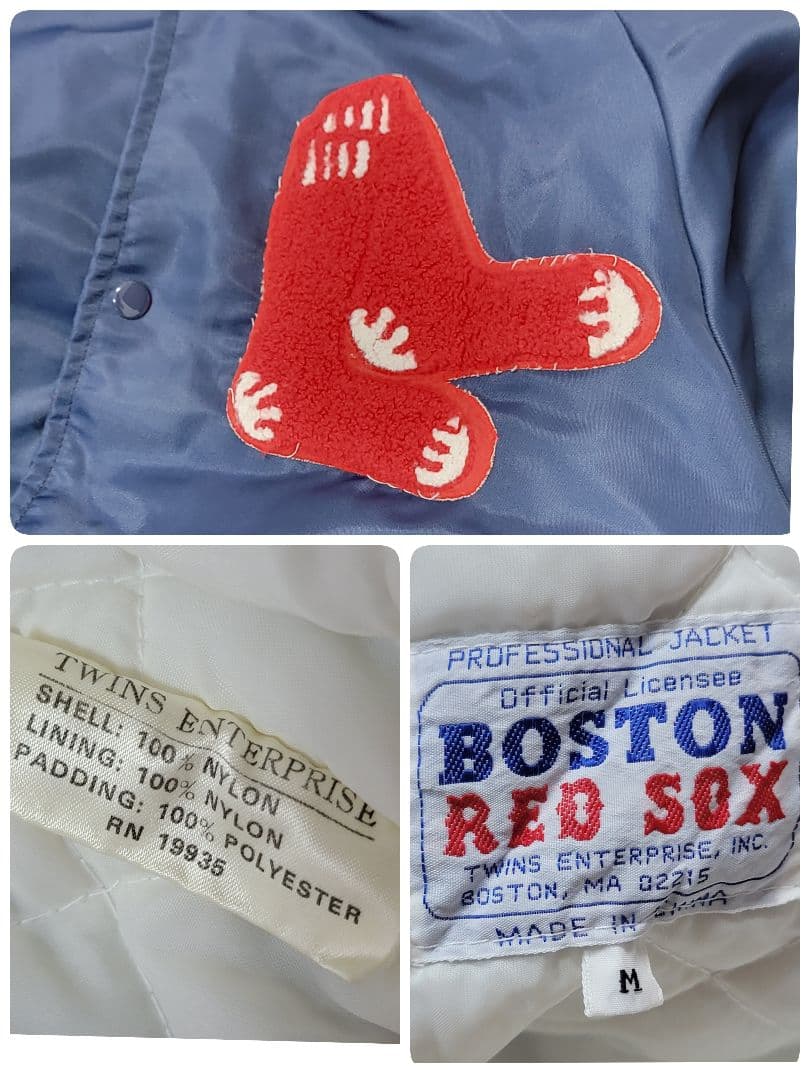 TWINS ENTERPRISE
SHELL: 100% NYLON
LINING: 100% NYLON
PADDING: 100% POLYESTER
RN 19935
PROFESSIONAL JACKET
Official Licensee
BOSTON
RED SOX
TWINS ENTERPRISE, INC.
BOSTON, MA 02215
MADE IN CHINA
M